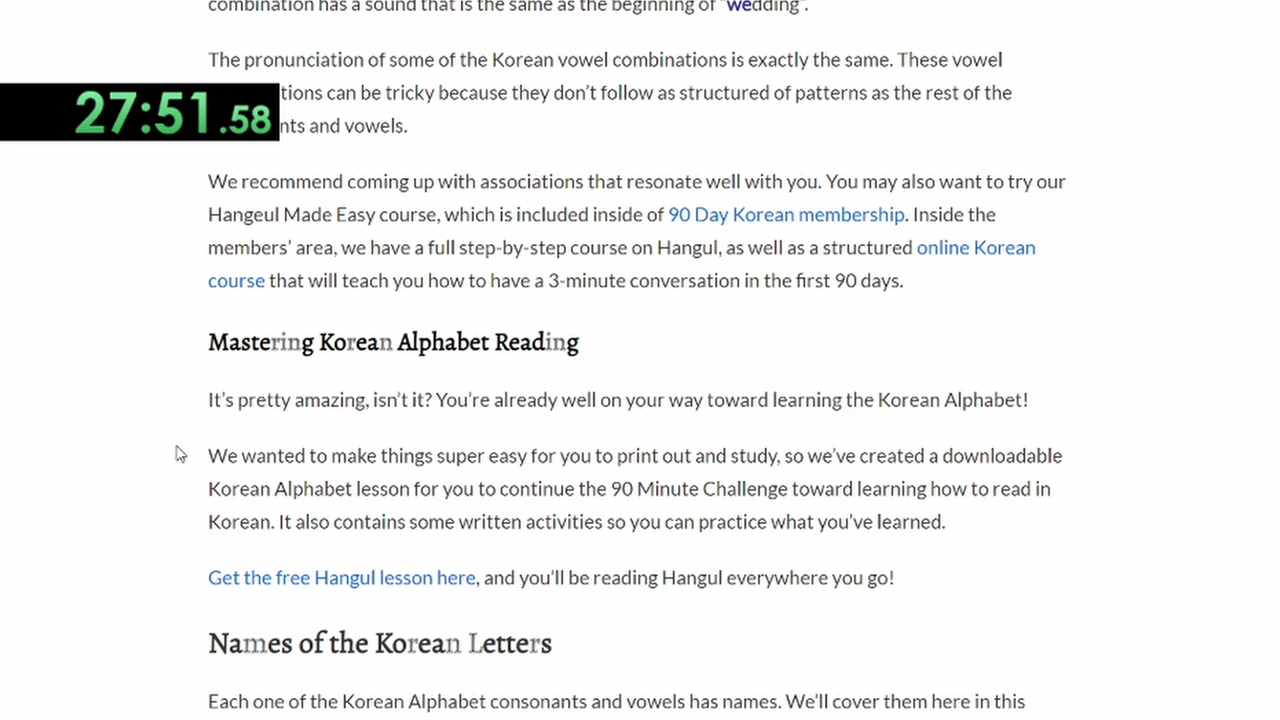 combination has a sound that is the same as the beginning of "wedding".
The pronunciation of some of the Korean vowel combinations is exactly the same. These vowel
27:51.58
tions can be tricky because they don't follow as structured of patterns as the rest of the
nts and vowels.
We recommend coming up with associations that resonate well with you. You may also want to try our
Hangeul Made Easy course, which is included inside of 90 Day Korean membership. Inside the
members' area, we have a full step-by-step course on Hangul, as well as a structured online Korean
course that will teach you how to have a 3-minute conversation in the first 90 days.
Mastering Korean Alphabet Reading
It's pretty amazing, isn't it? You're already well on your way toward learning the Korean Alphabet!
We wanted to make things super easy for you to print out and study, so we've created a downloadable
Korean Alphabet lesson for you to continue the 90 Minute Challenge toward learning how to read in
Korean. It also contains some written activities so you can practice what you've learned.
Get the free Hangul lesson here, and you'll be reading Hangul everywhere you go!
Names of the Korean Letters
Each one of the Korean Alphabet consonants and vowels has names. We'll cover them here in this